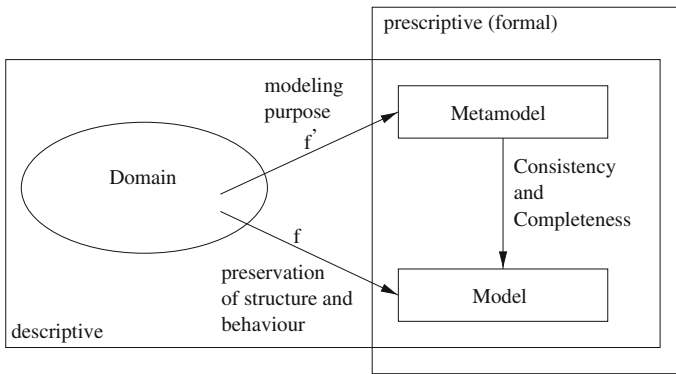 prescriptive (formal)
modeling
purpose
f'
Metamodel
Domain
Consistency
and
Completeness
f
preservation
of structure and
behaviour
Model
descriptive